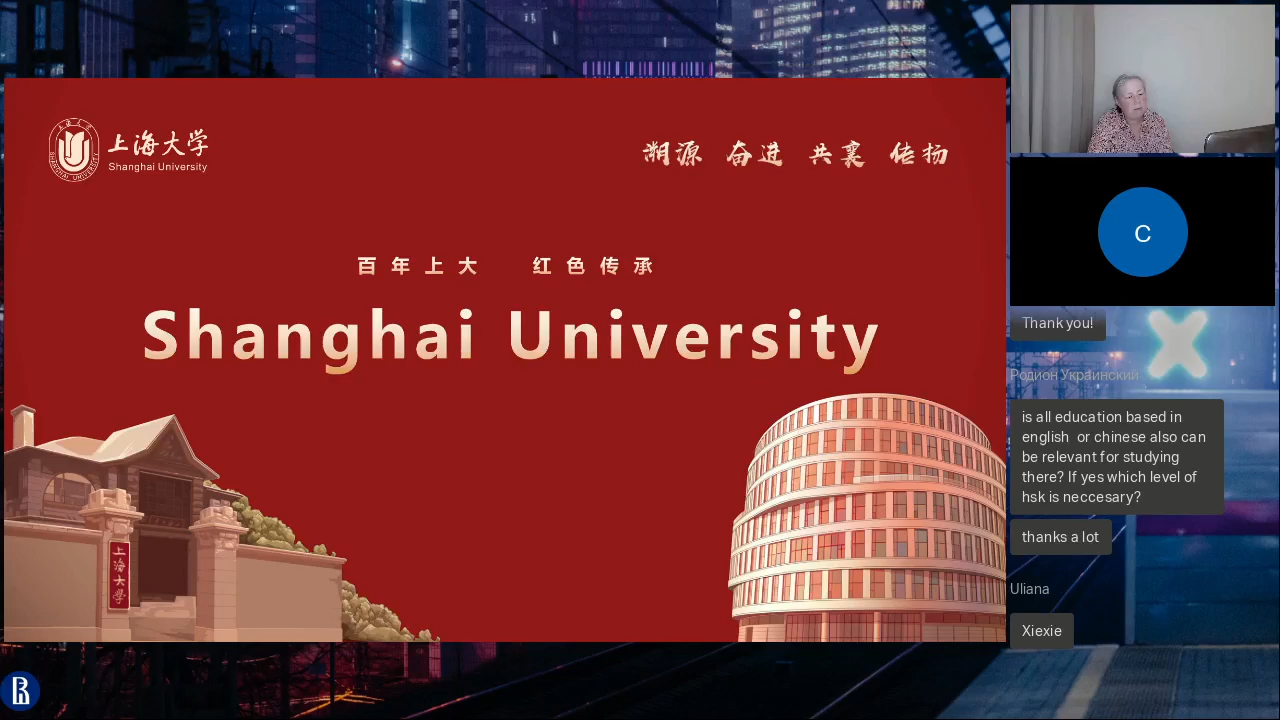 上海大学
Shanghai University
溯源 奋进 共襄 传扬
百年上大 红色传承
Shanghai University
上海大学
C
Thank you!
Родион Украинский
is all education based in
english or chinese also can
be relevant for studying
there? If yes which level of
hsk is neccesary?
thanks a lot
Uliana
Xiexie